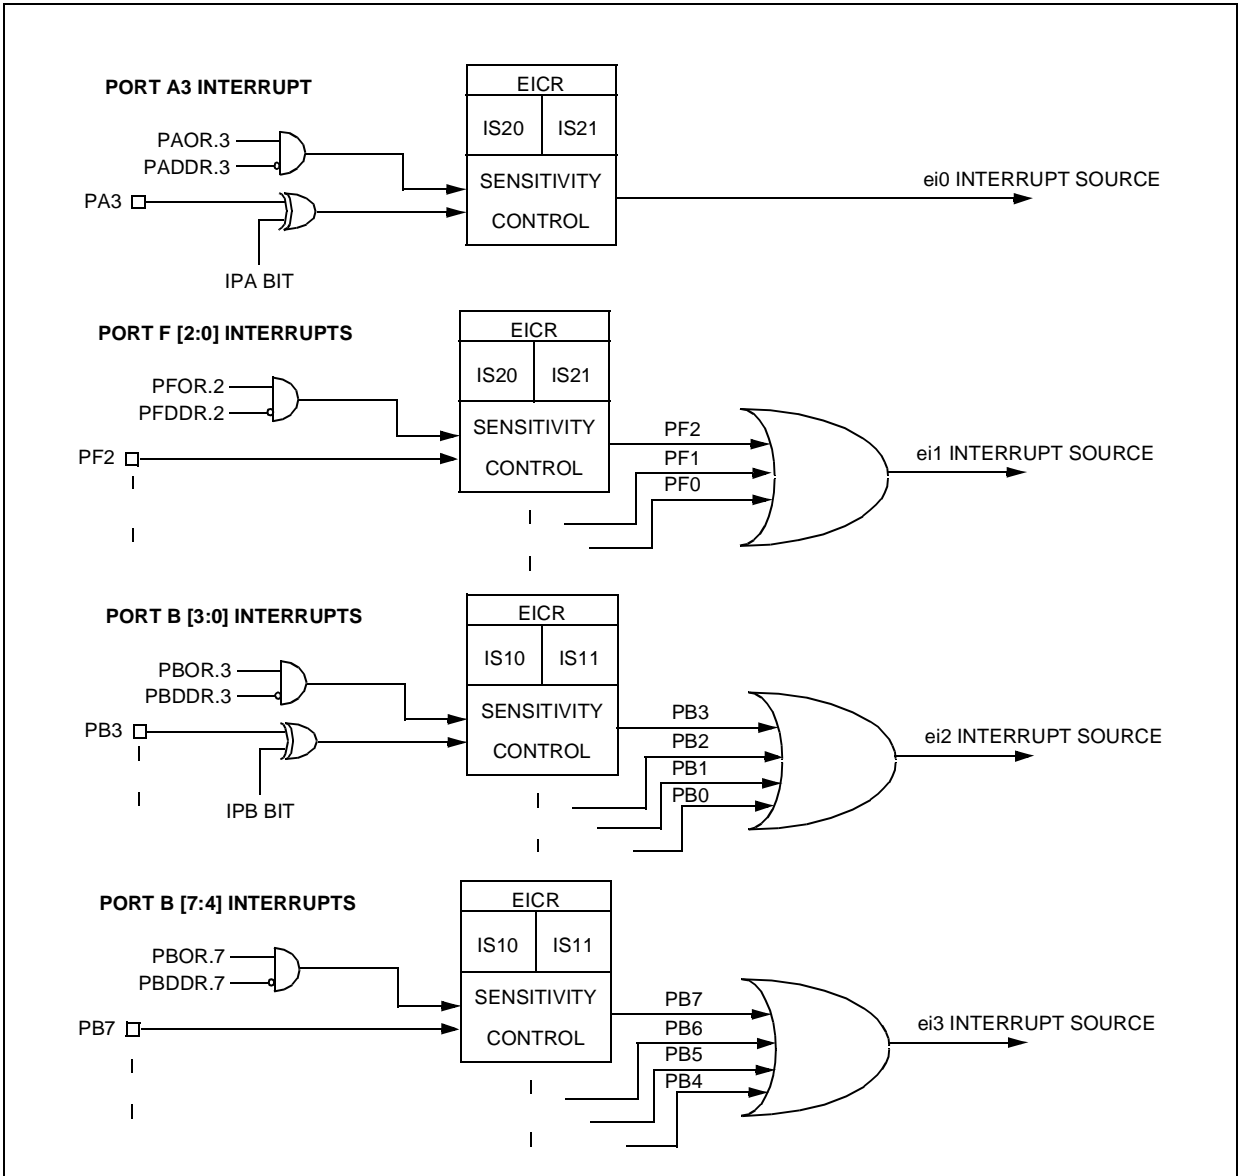 PORT A3 INTERRUPT
EICR
IS20 IS21
PAOR.3
PADDR.3
SENSITIVITY
CONTROL
PA3
IPA BIT
ei0 INTERRUPT SOURCE
PORT F [2:0] INTERRUPTS
EICR
IS20 IS21
PFOR.2
PFDDR.2
SENSITIVITY
CONTROL
PF2
PF2
PF1
PF0
ei1 INTERRUPT SOURCE
PORT B [3:0] INTERRUPTS
EICR
IS10 IS11
PBOR.3
PBDDR.3
SENSITIVITY
CONTROL
PB3
IPB BIT
PB3
PB2
PB1
PB0
ei2 INTERRUPT SOURCE
PORT B [7:4] INTERRUPTS
EICR
IS10 IS11
PBOR.7
PBDDR.7
SENSITIVITY
CONTROL
PB7
PB7
PB6
PB5
PB4
ei3 INTERRUPT SOURCE